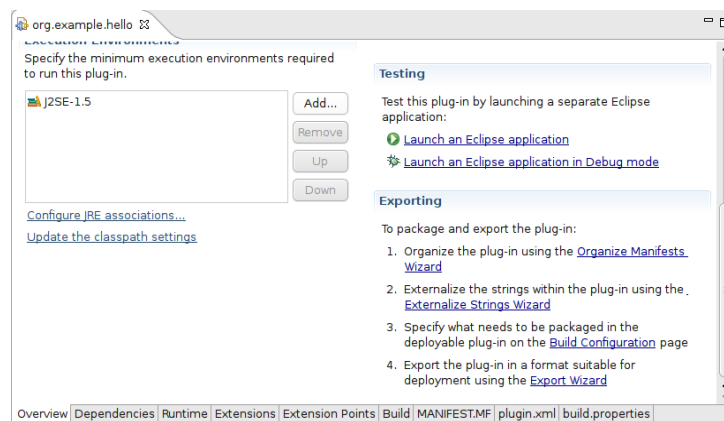 org.example.hello
Execution Environments
Specify the minimum execution environments required
to run this plug-in.
J2SE-1.5
Add...
Remove
Up
Down
Configure JRE associations...
Update the classpath settings
Testing
Test this plug-in by launching a separate Eclipse
application:
Launch an Eclipse application
Launch an Eclipse application in Debug mode
Exporting
To package and export the plug-in:
1. Organize the plug-in using the Organize Manifests
Wizard
2. Externalize the strings within the plug-in using the
Externalize Strings Wizard
3. Specify what needs to be packaged in the
deployable plug-in on the Build Configuration page
4. Export the plug-in in a format suitable for
deployment using the Export Wizard
Overview Dependencies Runtime Extensions Extension Points Build MANIFEST.MF plugin.xml build.properties